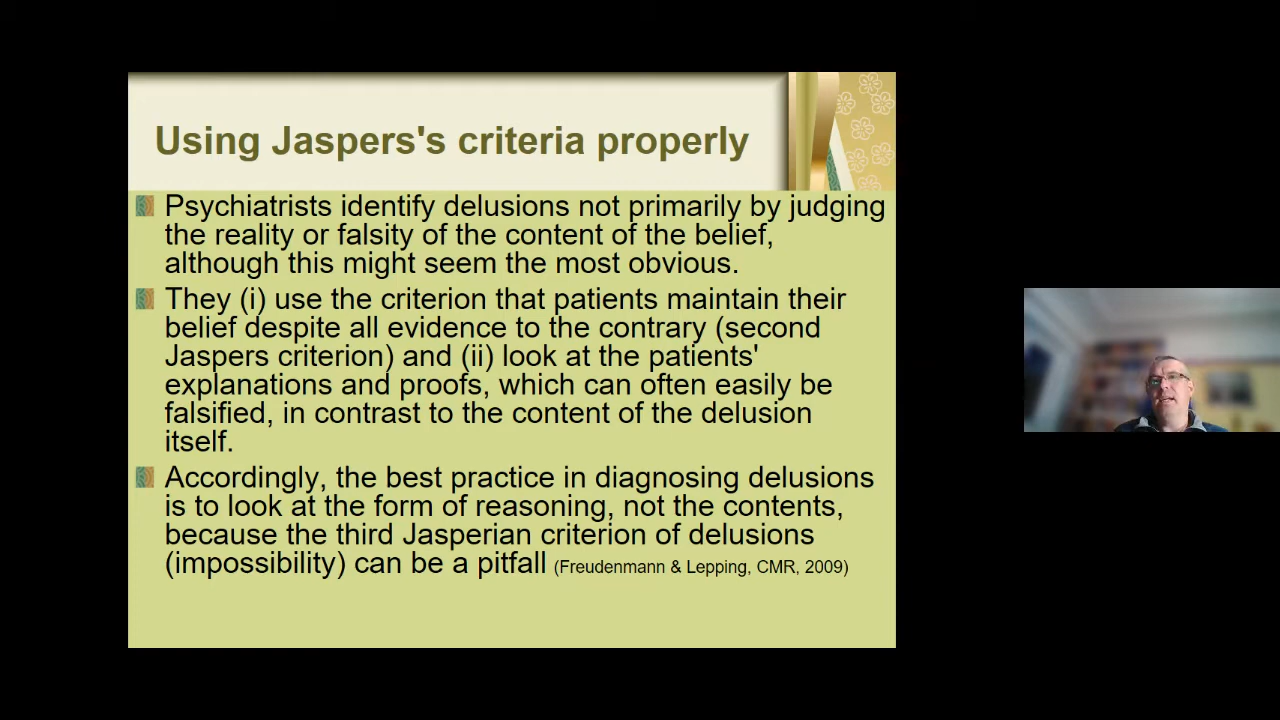 Using Jaspers's criteria properly
Psychiatrists identify delusions not primarily by judging
the reality or falsity of the content of the belief,
although this might seem the most obvious.
They (i) use the criterion that patients maintain their
belief despite all evidence to the contrary (second
Jaspers criterion) and (ii) look at the patients'
explanations and proofs, which can often easily be
falsified, in contrast to the content of the delusion
itself.
Accordingly, the best practice in diagnosing delusions
is to look at the form of reasoning, not the contents,
because the third Jasperian criterion of delusions
(impossibility) can be a pitfall (Freudenmann & Lepping, CMR, 2009)